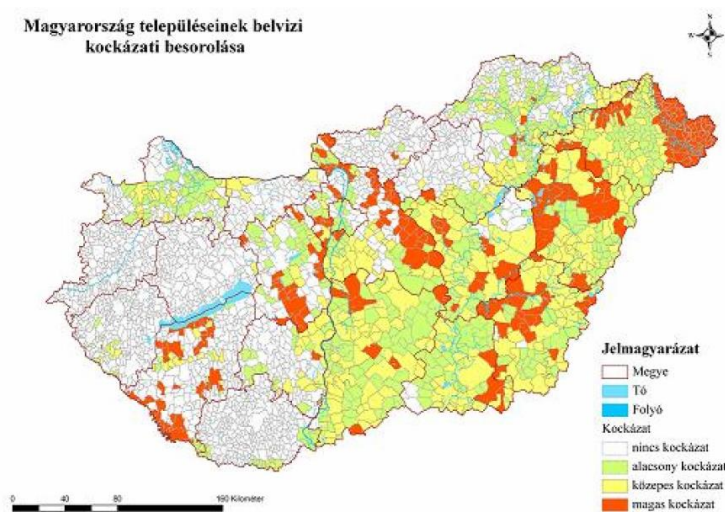 Magyarország településeinek belvizi
kockázati besorolása
N
W E
S
Jelmagyarázat
Megye
Tó
Folyó
Kockázat
nincs kockázat
alacsony kockázat
közepes kockázat
magas kockázat
0 40 80 160 Kilométer